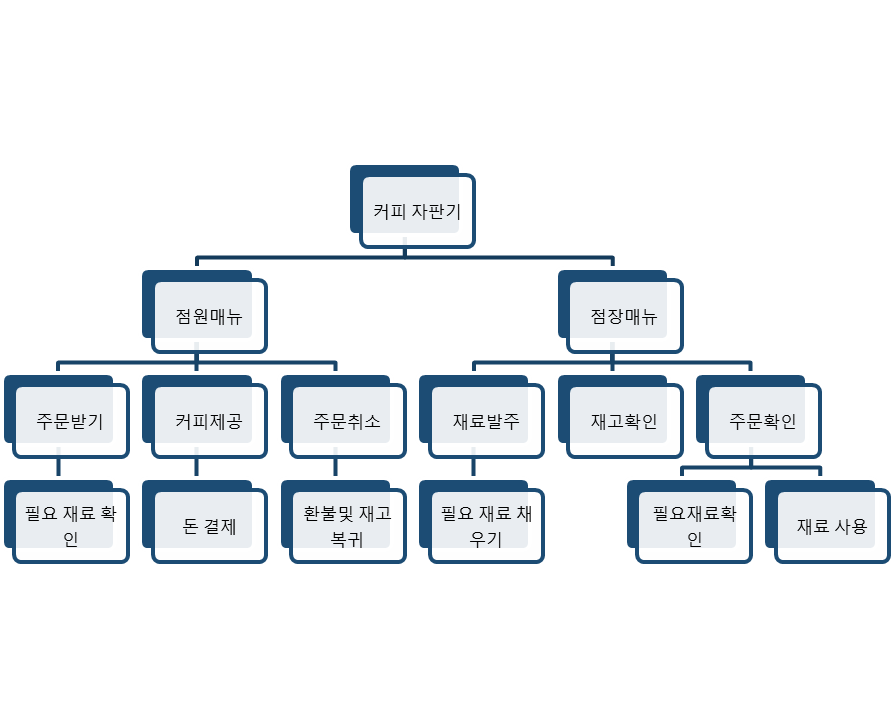 커피 자판기
점원매뉴
점장매뉴
주문받기
커피제공
주문취소
재료발주
재고확인
주문확인
필요 재료 확
인
돈 결제
환불및 재고
복귀
필요 재료 채
우기
필요재료확
인
재료 사용